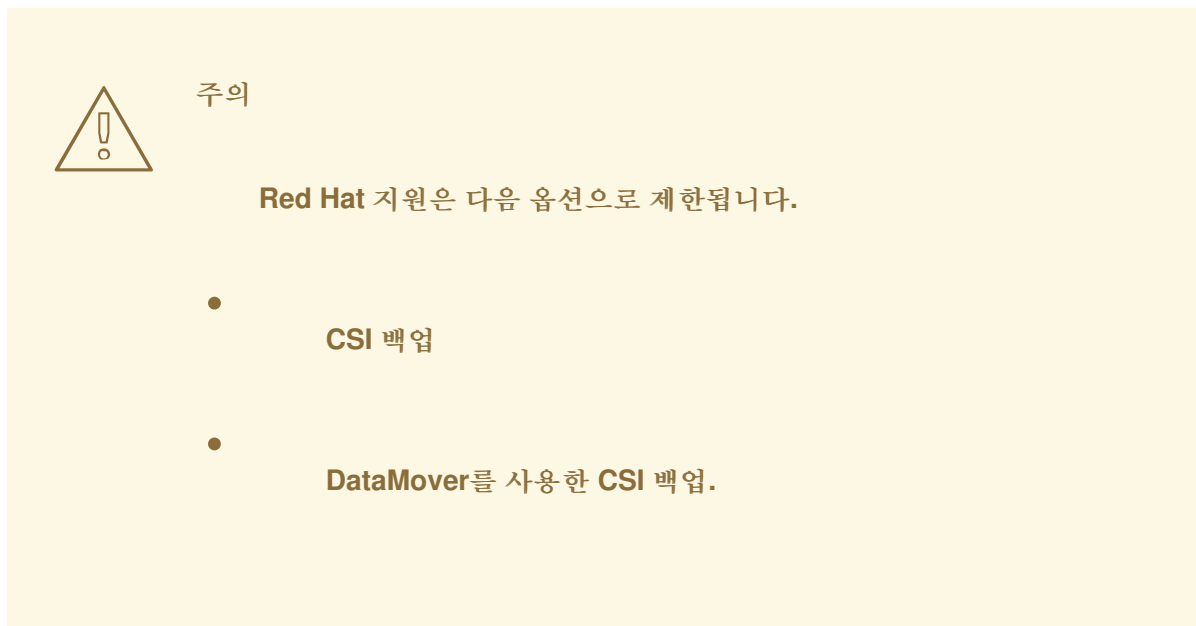 주의
Red Hat 지원은 다음 옵션으로 제한됩니다.
● 
CSI 백업
● 
DataMover를 사용한 CSI 백업.